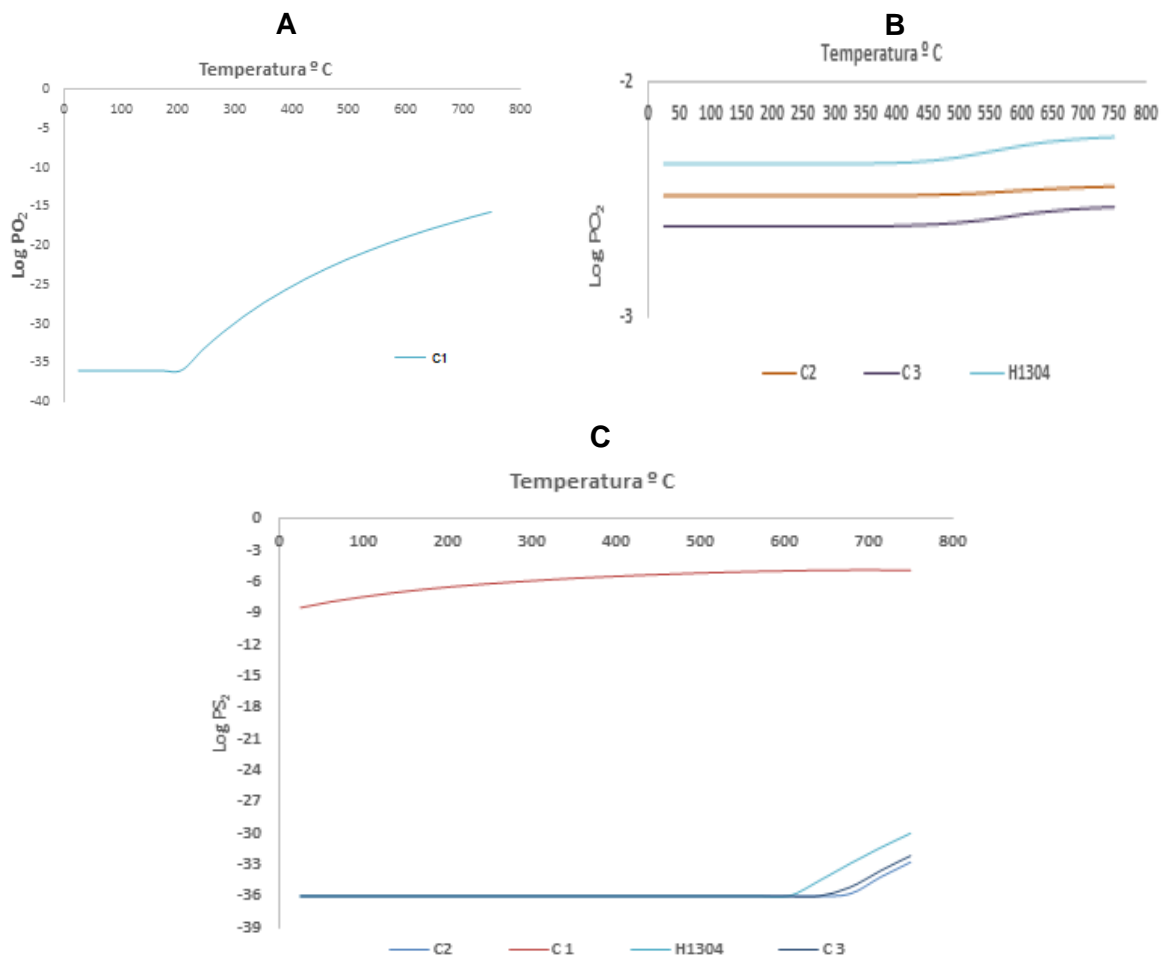 A
Temperatura º C
0
0 100 200 300 400 500 600 700 800
-5
-10
-15
-20
-25
-30
-35
-40
Log PO₂
C1
B
Temperatura º C
-2
0 50 100 150 200 250 300 350 400 450 500 550 600 650 700 750 800
-3
Log PO₂
C2 C 3 H1304
C
Temperatura º C
0
0 100 200 300 400 500 600 700 800
-3
-6
-9
-12
-15
-18
-21
-24
-27
-30
-33
-36
-39
Log PS₂
C2 C 1 H1304 C 3